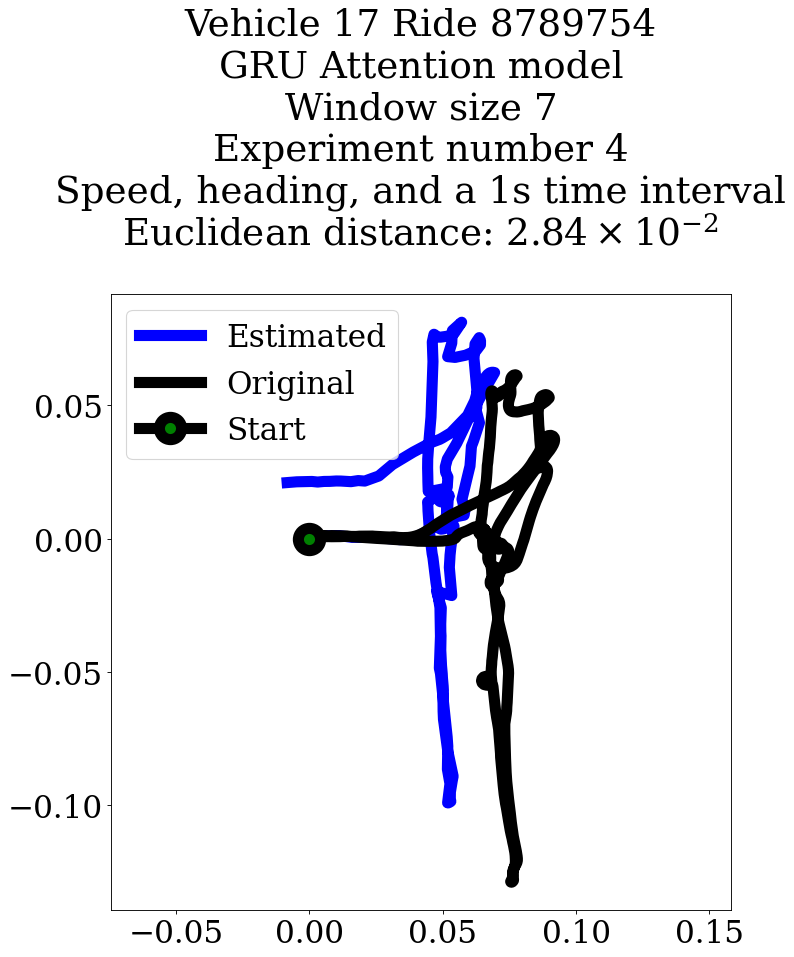 Vehicle 17 Ride 8789754
GRU Attention model
Window size 7
Experiment number 4
Speed, heading, and a 1s time interval
Euclidean distance: 2.84 × 10⁻²
Estimated
Original
Start
0.05
0.00
−0.05
−0.10
−0.05 0.00 0.05 0.10 0.15